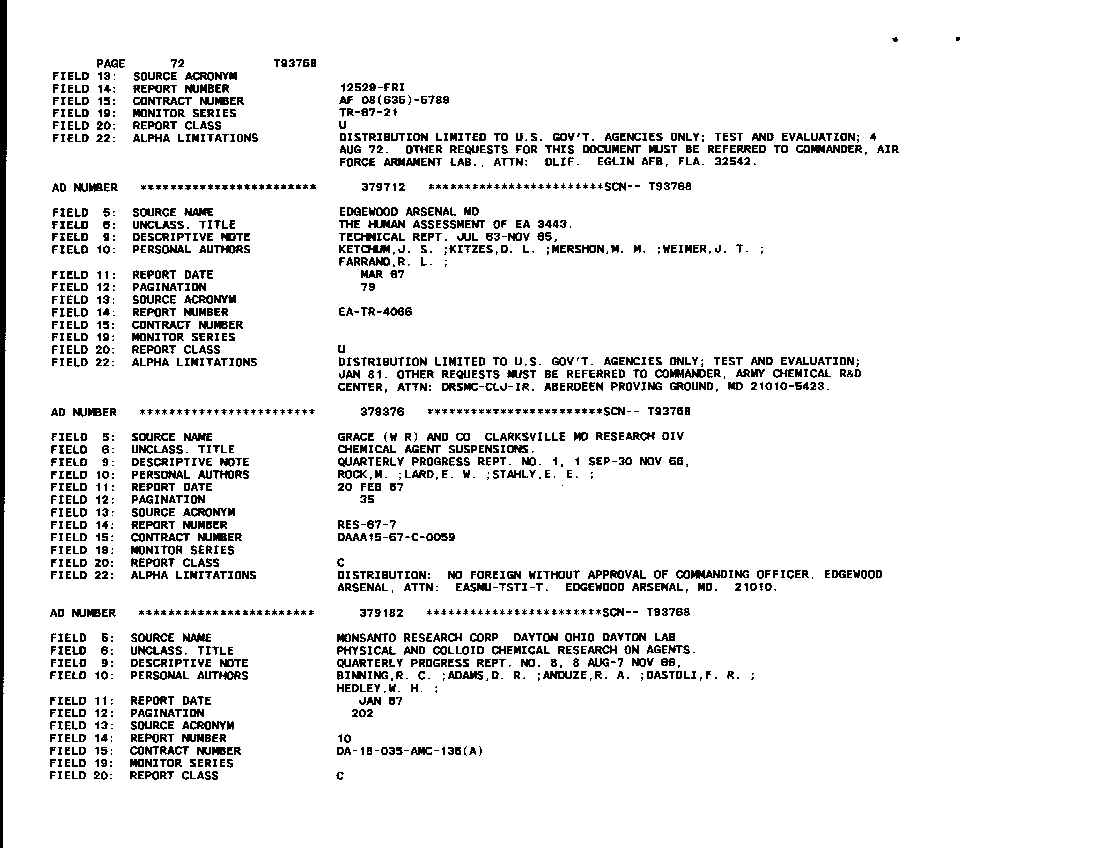 PAGE 72 T93768
FIELD 13: SOURCE ACRONYM
FIELD 14: REPORT NUMBER 12529-FRI
FIELD 15: CONTRACT NUMBER AF 08(635)-5789
FIELD 19: MONITOR SERIES TR-67-21
FIELD 20: REPORT CLASS U
FIELD 22: ALPHA LIMITATIONS DISTRIBUTION LIMITED TO U.S. GOV'T. AGENCIES ONLY; TEST AND EVALUATION; 4
AUG 72. OTHER REQUESTS FOR THIS DOCUMENT MUST BE REFERRED TO COMMANDER, AIR
FORCE ARMAMENT LAB., ATTN: DLIF. EGLIN AFB, FLA. 32542.
AD NUMBER ************************ 379712 ************************SCN-- T93768
FIELD 5: SOURCE NAME EDGEWOOD ARSENAL MD
FIELD 6: UNCLASS. TITLE THE HUMAN ASSESSMENT OF EA 3443.
FIELD 9: DESCRIPTIVE NOTE TECHNICAL REPT. JUL 63-NOV 65,
FIELD 10: PERSONAL AUTHORS KETCHUM,J. S. ;KITZES,D. L. ;MERSHON,M. M. ;WEIMER,J. T. ;
FARRAND,R. L. ;
FIELD 11: REPORT DATE MAR 67
FIELD 12: PAGINATION 79
FIELD 13: SOURCE ACRONYM
FIELD 14: REPORT NUMBER EA-TR-4066
FIELD 15: CONTRACT NUMBER
FIELD 19: MONITOR SERIES
FIELD 20: REPORT CLASS U
FIELD 22: ALPHA LIMITATIONS DISTRIBUTION LIMITED TO U.S. GOV'T. AGENCIES ONLY; TEST AND EVALUATION;
JAN 81. OTHER REQUESTS MUST BE REFERRED TO COMMANDER, ARMY CHEMICAL R&D
CENTER, ATTN: DRSMC-CLJ-IR. ABERDEEN PROVING GROUND, MD 21010-5423.
AD NUMBER ************************ 379376 ************************SCN-- T93768
FIELD 5: SOURCE NAME GRACE (W R) AND CO CLARKSVILLE MD RESEARCH DIV
FIELD 6: UNCLASS. TITLE CHEMICAL AGENT SUSPENSIONS.
FIELD 9: DESCRIPTIVE NOTE QUARTERLY PROGRESS REPT. NO. 1, 1 SEP-30 NOV 66,
FIELD 10: PERSONAL AUTHORS ROCK,M. ;LARD,E. W. ;STAHLY,E. E. ;
FIELD 11: REPORT DATE 20 FEB 67
FIELD 12: PAGINATION 35
FIELD 13: SOURCE ACRONYM
FIELD 14: REPORT NUMBER RES-67-7
FIELD 15: CONTRACT NUMBER DAAA15-67-C-0059
FIELD 19: MONITOR SERIES
FIELD 20: REPORT CLASS C
FIELD 22: ALPHA LIMITATIONS DISTRIBUTION: NO FOREIGN WITHOUT APPROVAL OF COMMANDING OFFICER, EDGEWOOD
ARSENAL, ATTN: EASMU-TSTI-T. EDGEWOOD ARSENAL, MD. 21010.
AD NUMBER ************************ 379182 ************************SCN-- T93768
FIELD 5: SOURCE NAME MONSANTO RESEARCH CORP DAYTON OHIO DAYTON LAB
FIELD 6: UNCLASS. TITLE PHYSICAL AND COLLOID CHEMICAL RESEARCH ON AGENTS.
FIELD 9: DESCRIPTIVE NOTE QUARTERLY PROGRESS REPT. NO. 8, 8 AUG-7 NOV 66,
FIELD 10: PERSONAL AUTHORS BINNING,R. C. ;ADAMS,D. R. ;ANDUZE,R. A. ;DASTOLI,F. R. ;
HEDLEY,W. H. ;
FIELD 11: REPORT DATE JAN 67
FIELD 12: PAGINATION 202
FIELD 13: SOURCE ACRONYM
FIELD 14: REPORT NUMBER 10
FIELD 15: CONTRACT NUMBER DA-18-035-AMC-136(A)
FIELD 19: MONITOR SERIES
FIELD 20: REPORT CLASS C